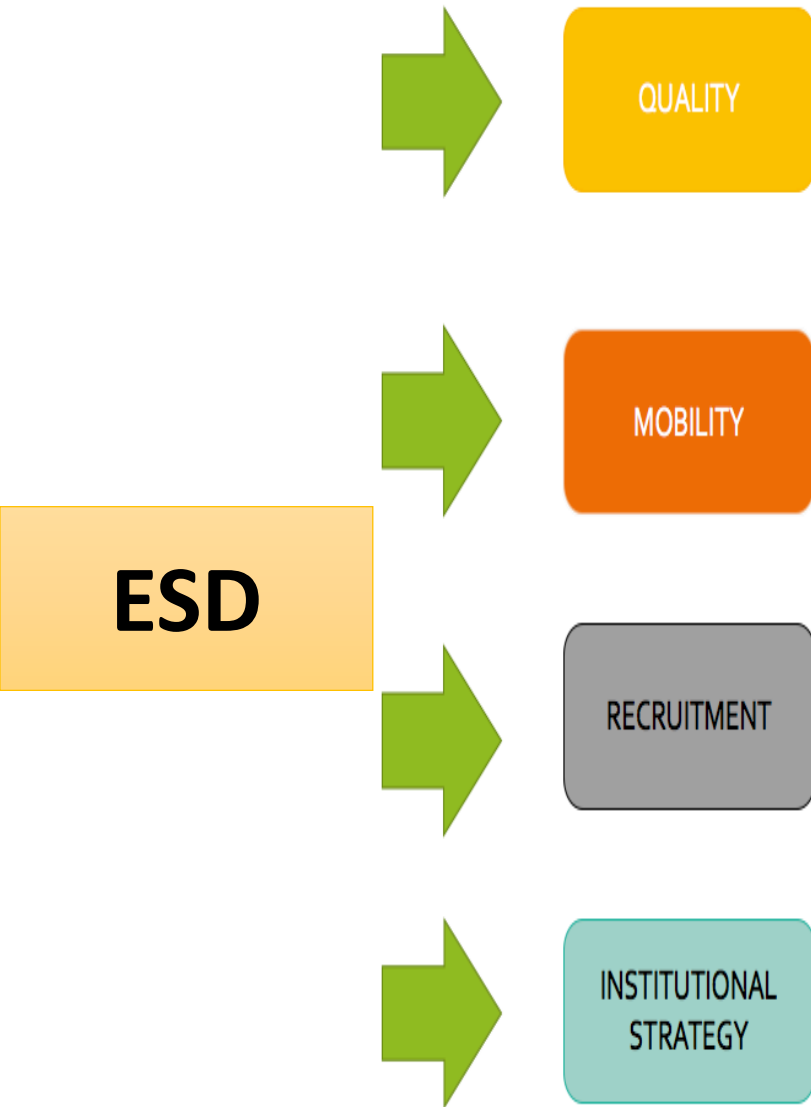 QUALITY
MOBILITY
ESD
RECRUITMENT
INSTITUTIONAL
STRATEGY